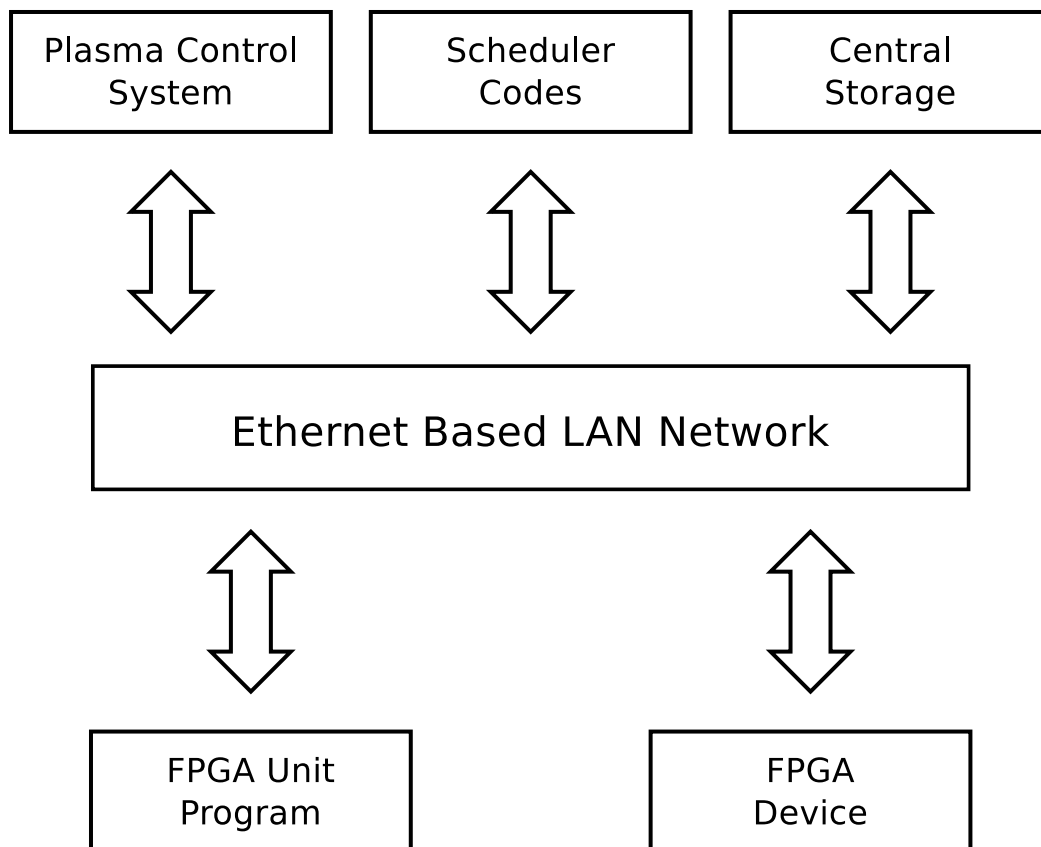 Plasma Control
System
Scheduler
Codes
Central
Storage
Ethernet Based LAN Network
FPGA Unit
Program
FPGA
Device